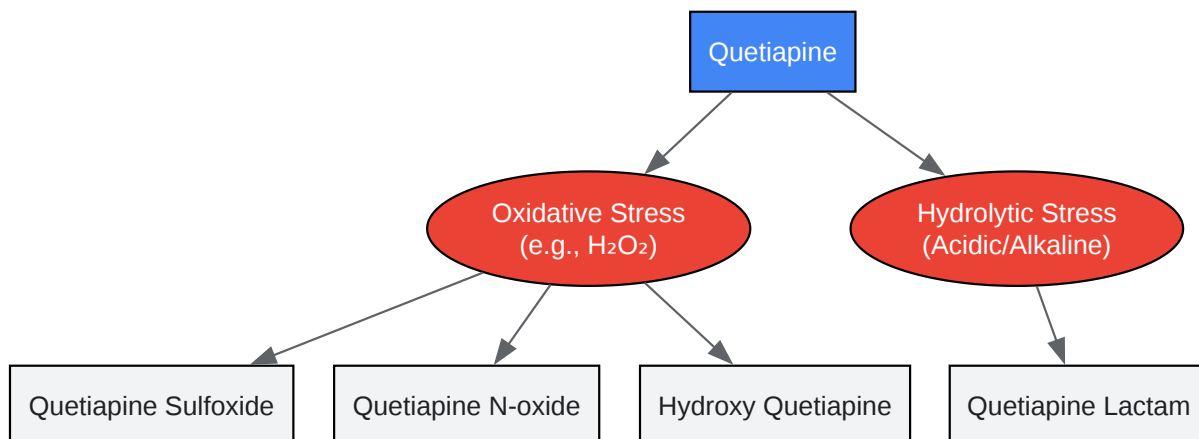 Quetiapine
Oxidative Stress
(e.g., H₂O₂)
Hydrolytic Stress
(Acidic/Alkaline)
Quetiapine Sulfoxide
Quetiapine N-oxide
Hydroxy Quetiapine
Quetiapine Lactam